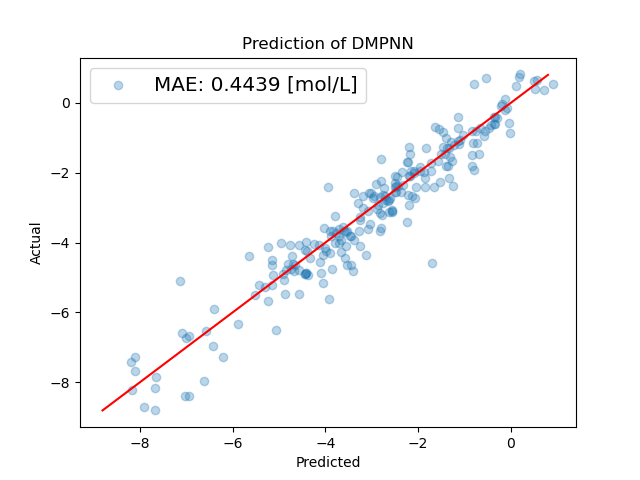 Prediction of DMPNN
MAE: 0.4439 [mol/L]
Actual
0
−2
−4
−6
−8
−8 −6 −4 −2 0
Predicted